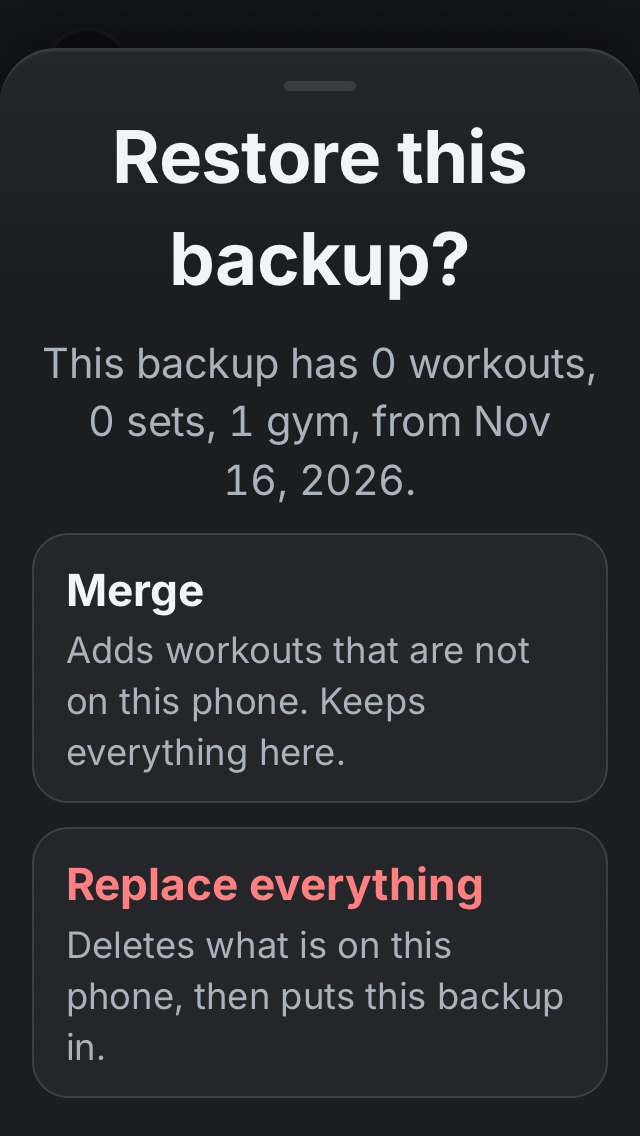 Restore this
backup?
This backup has 0 workouts,
0 sets, 1 gym, from Nov
16, 2026.
Merge
Adds workouts that are not
on this phone. Keeps
everything here.
Replace everything
Deletes what is on this
phone, then puts this backup
in.